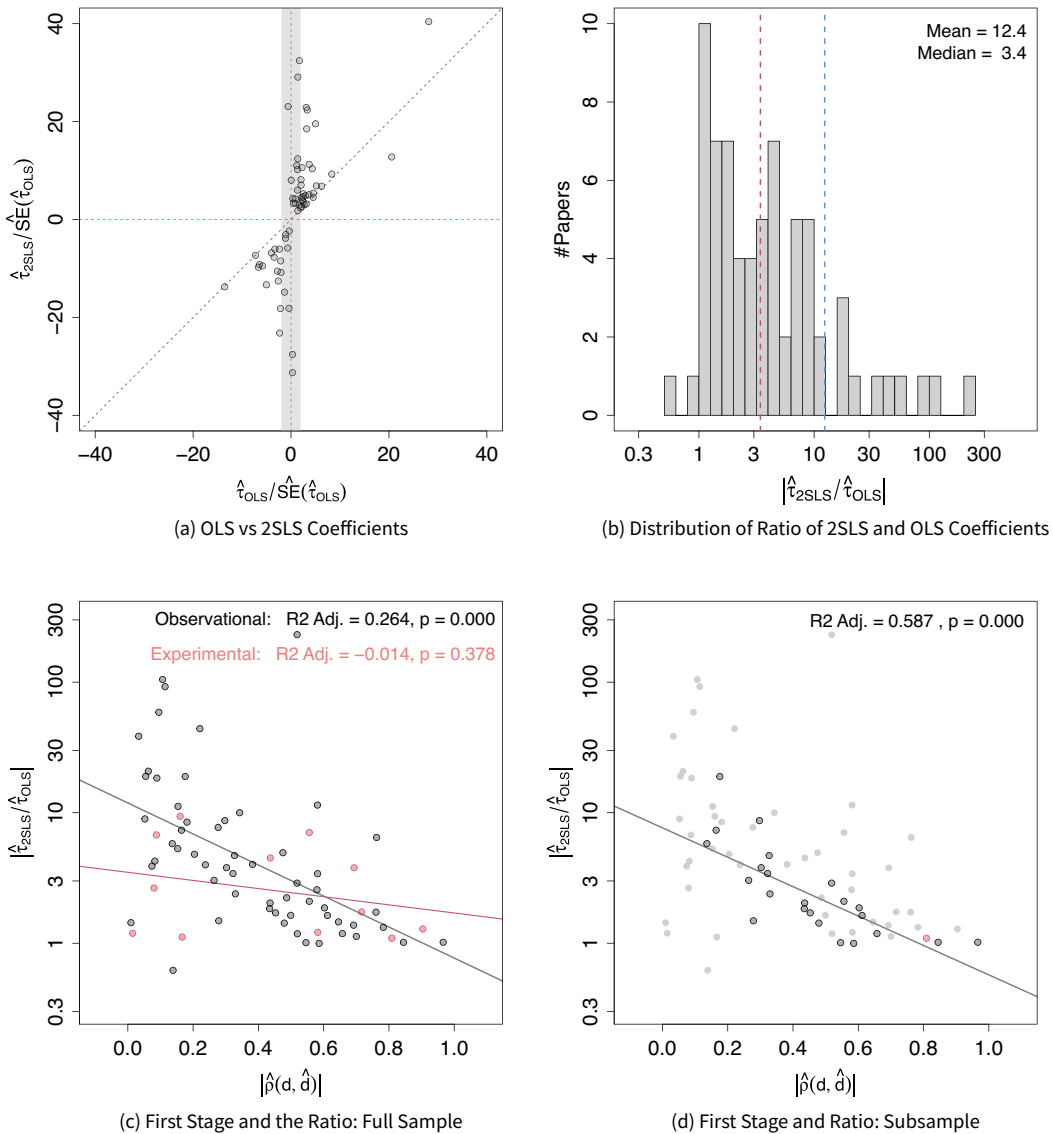 40
20
0
−20
−40
τ̂2SLS/SÊ(τ̂OLS)
−40 −20 0 20 40
τ̂OLS/SÊ(τ̂OLS)
(a) OLS vs 2SLS Coefficients
Mean = 12.4
Median = 3.4
10
8
6
4
2
0
#Papers
0.3 1 3 10 30 100 300
|τ̂2SLS/τ̂OLS|
(b) Distribution of Ratio of 2SLS and OLS Coefficients
Observational: R2 Adj. = 0.264, p = 0.000
Experimental: R2 Adj. = −0.014, p = 0.378
300
100
30
10
3
1
0.3
|τ̂2SLS/τ̂OLS|
0.0 0.2 0.4 0.6 0.8 1.0
|ρ̂(d, d̂)|
(c) First Stage and the Ratio: Full Sample
R2 Adj. = 0.587 , p = 0.000
300
100
30
10
3
1
0.3
|τ̂2SLS/τ̂OLS|
0.0 0.2 0.4 0.6 0.8 1.0
|ρ̂(d, d̂)|
(d) First Stage and Ratio: Subsample